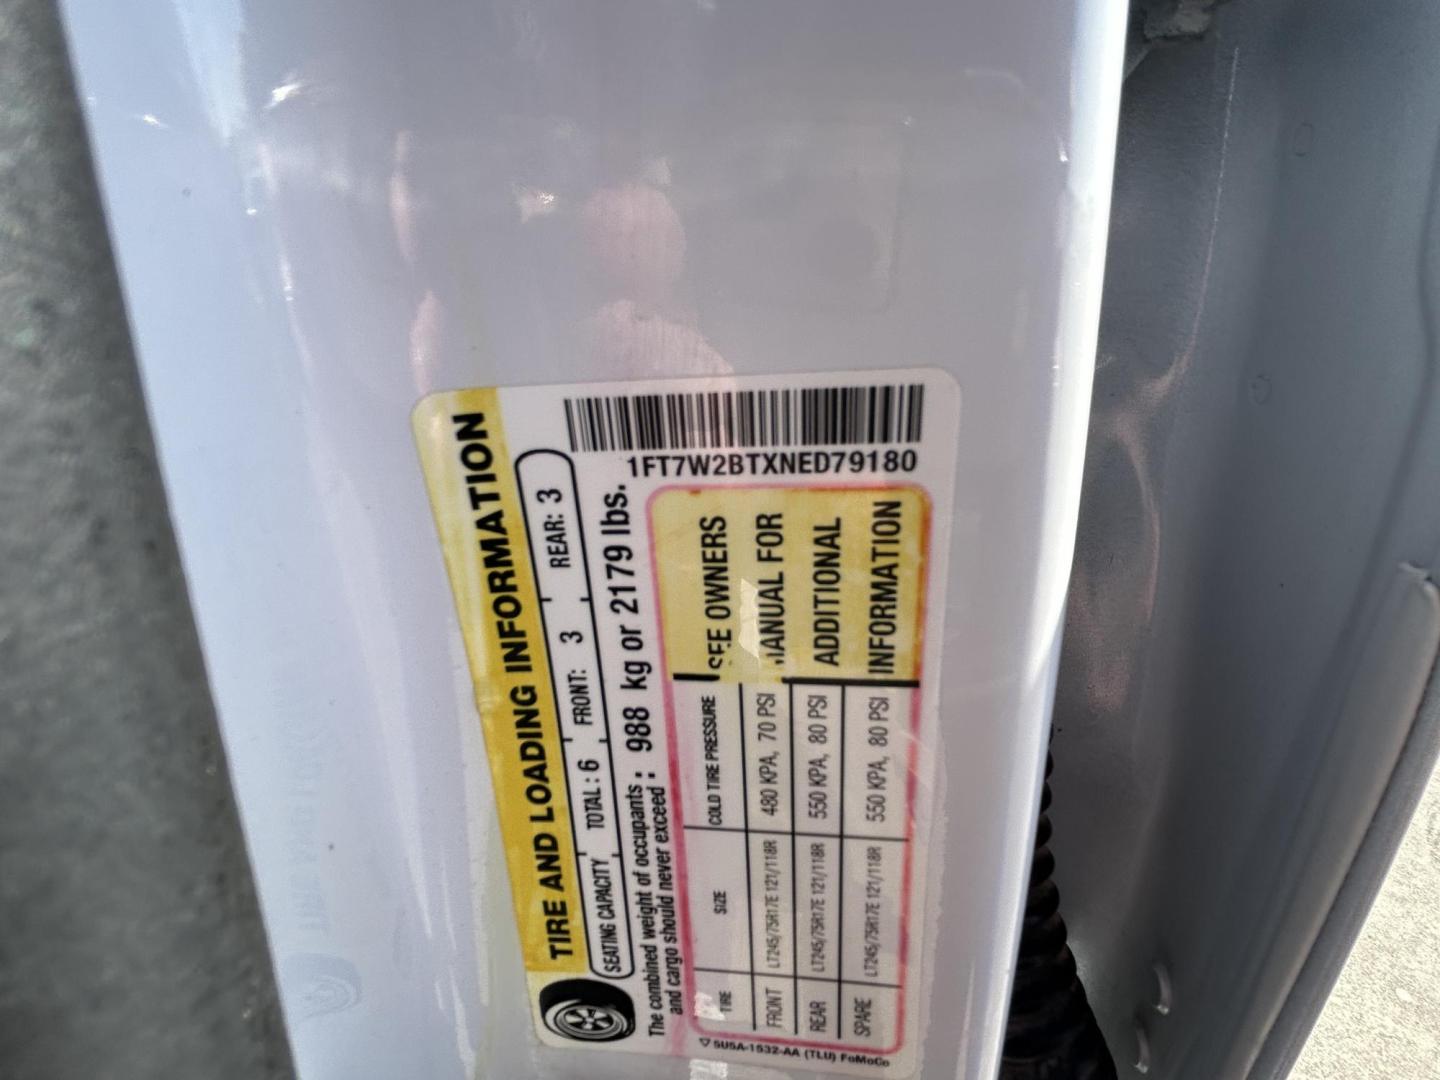 1FT7W2BTXNED79180
TIRE AND LOADING INFORMATION
SEATING CAPACITY TOTAL: 6 FRONT: 3 REAR: 3
The combined weight of occupants
and cargo should never exceed : 988 kg or 2179 lbs.
TIRE SIZE COLD TIRE PRESSURE
FRONT LT245/75R17E 121/118R 480 KPA, 70 PSI
REAR LT245/75R17E 121/118R 550 KPA, 80 PSI
SPARE LT245/75R17E 121/118R 550 KPA, 80 PSI
SEE OWNERS
MANUAL FOR
ADDITIONAL
INFORMATION
5U5A-1532-AA (TLU) FoMoCo